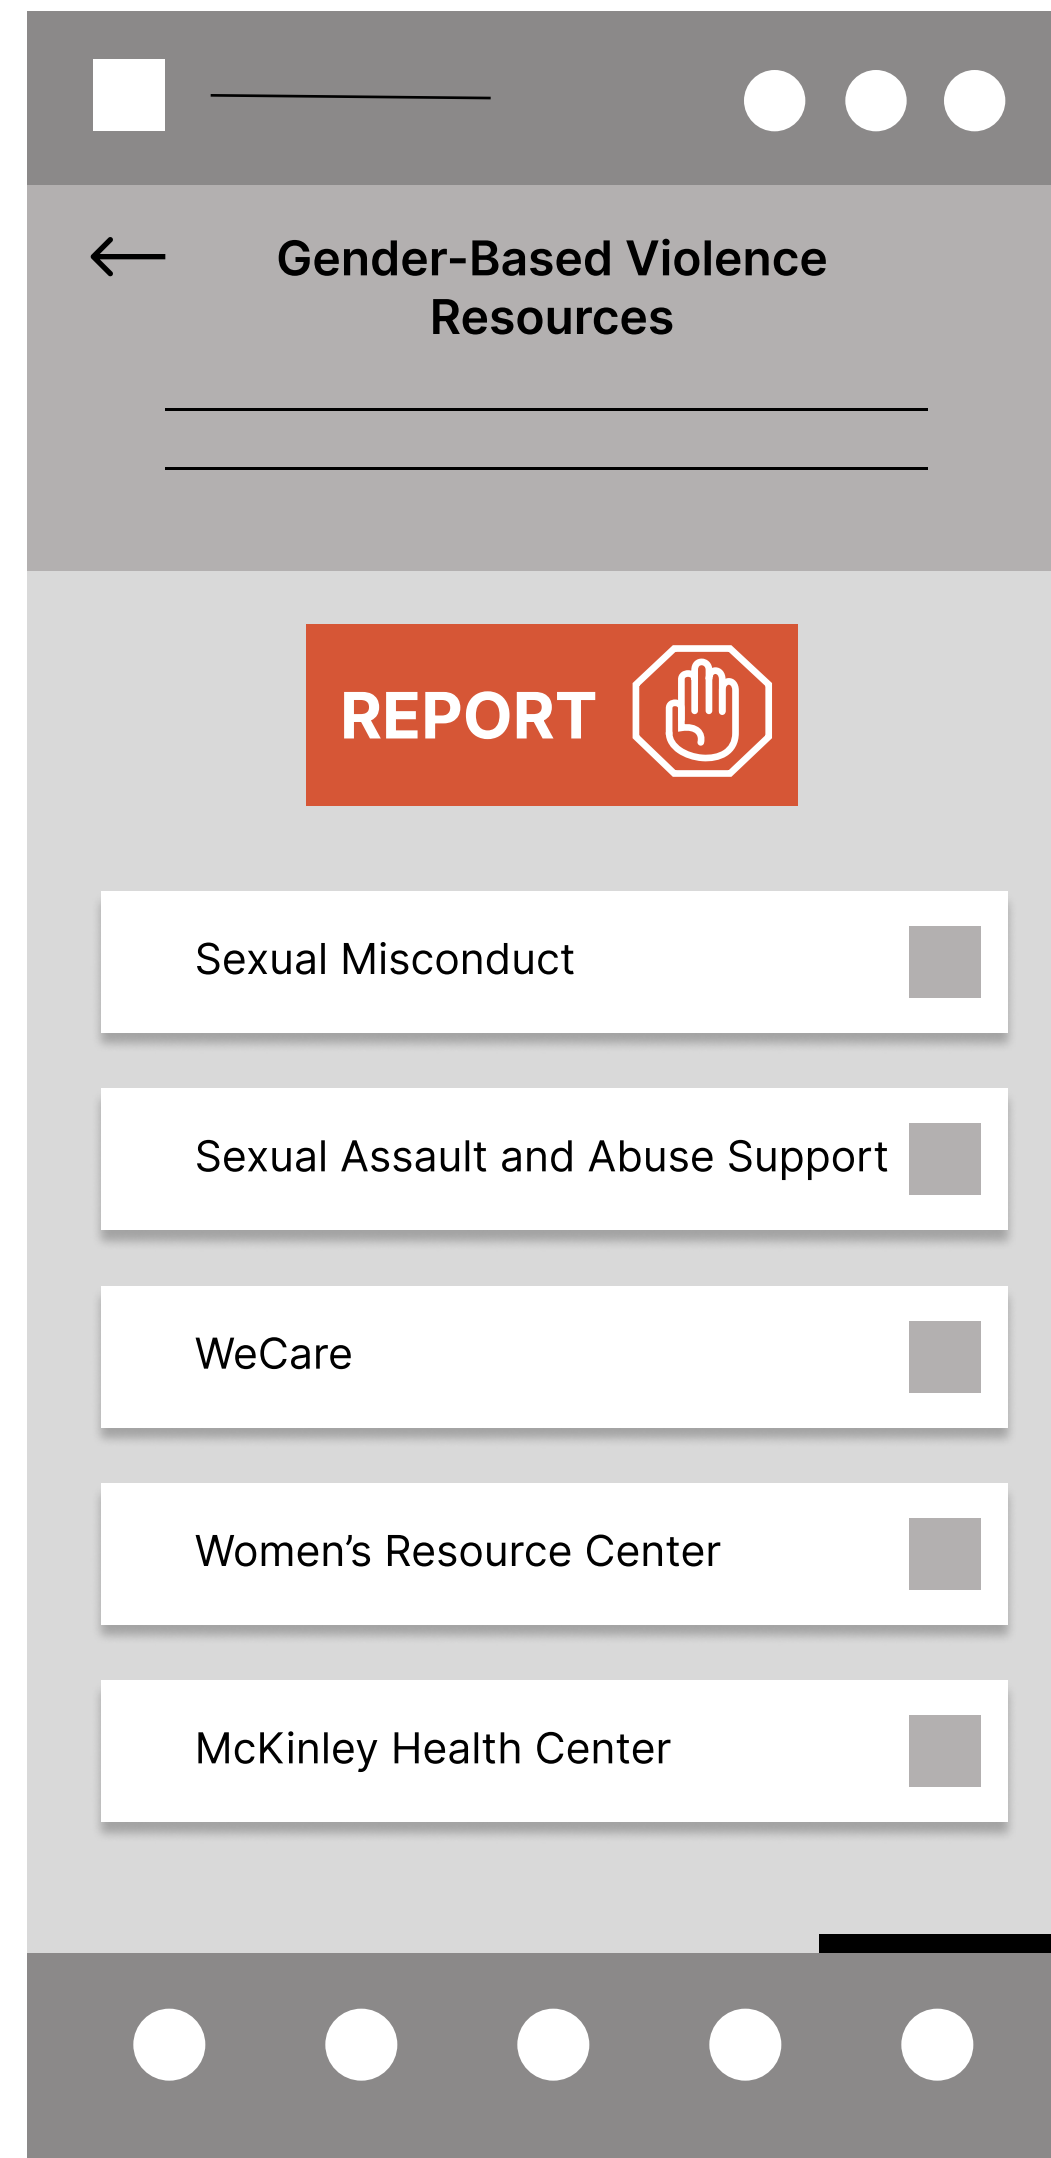 Gender-Based Violence
Resources
REPORT
Sexual Misconduct
Sexual Assault and Abuse Support
WeCare
Women’s Resource Center
McKinley Health Center